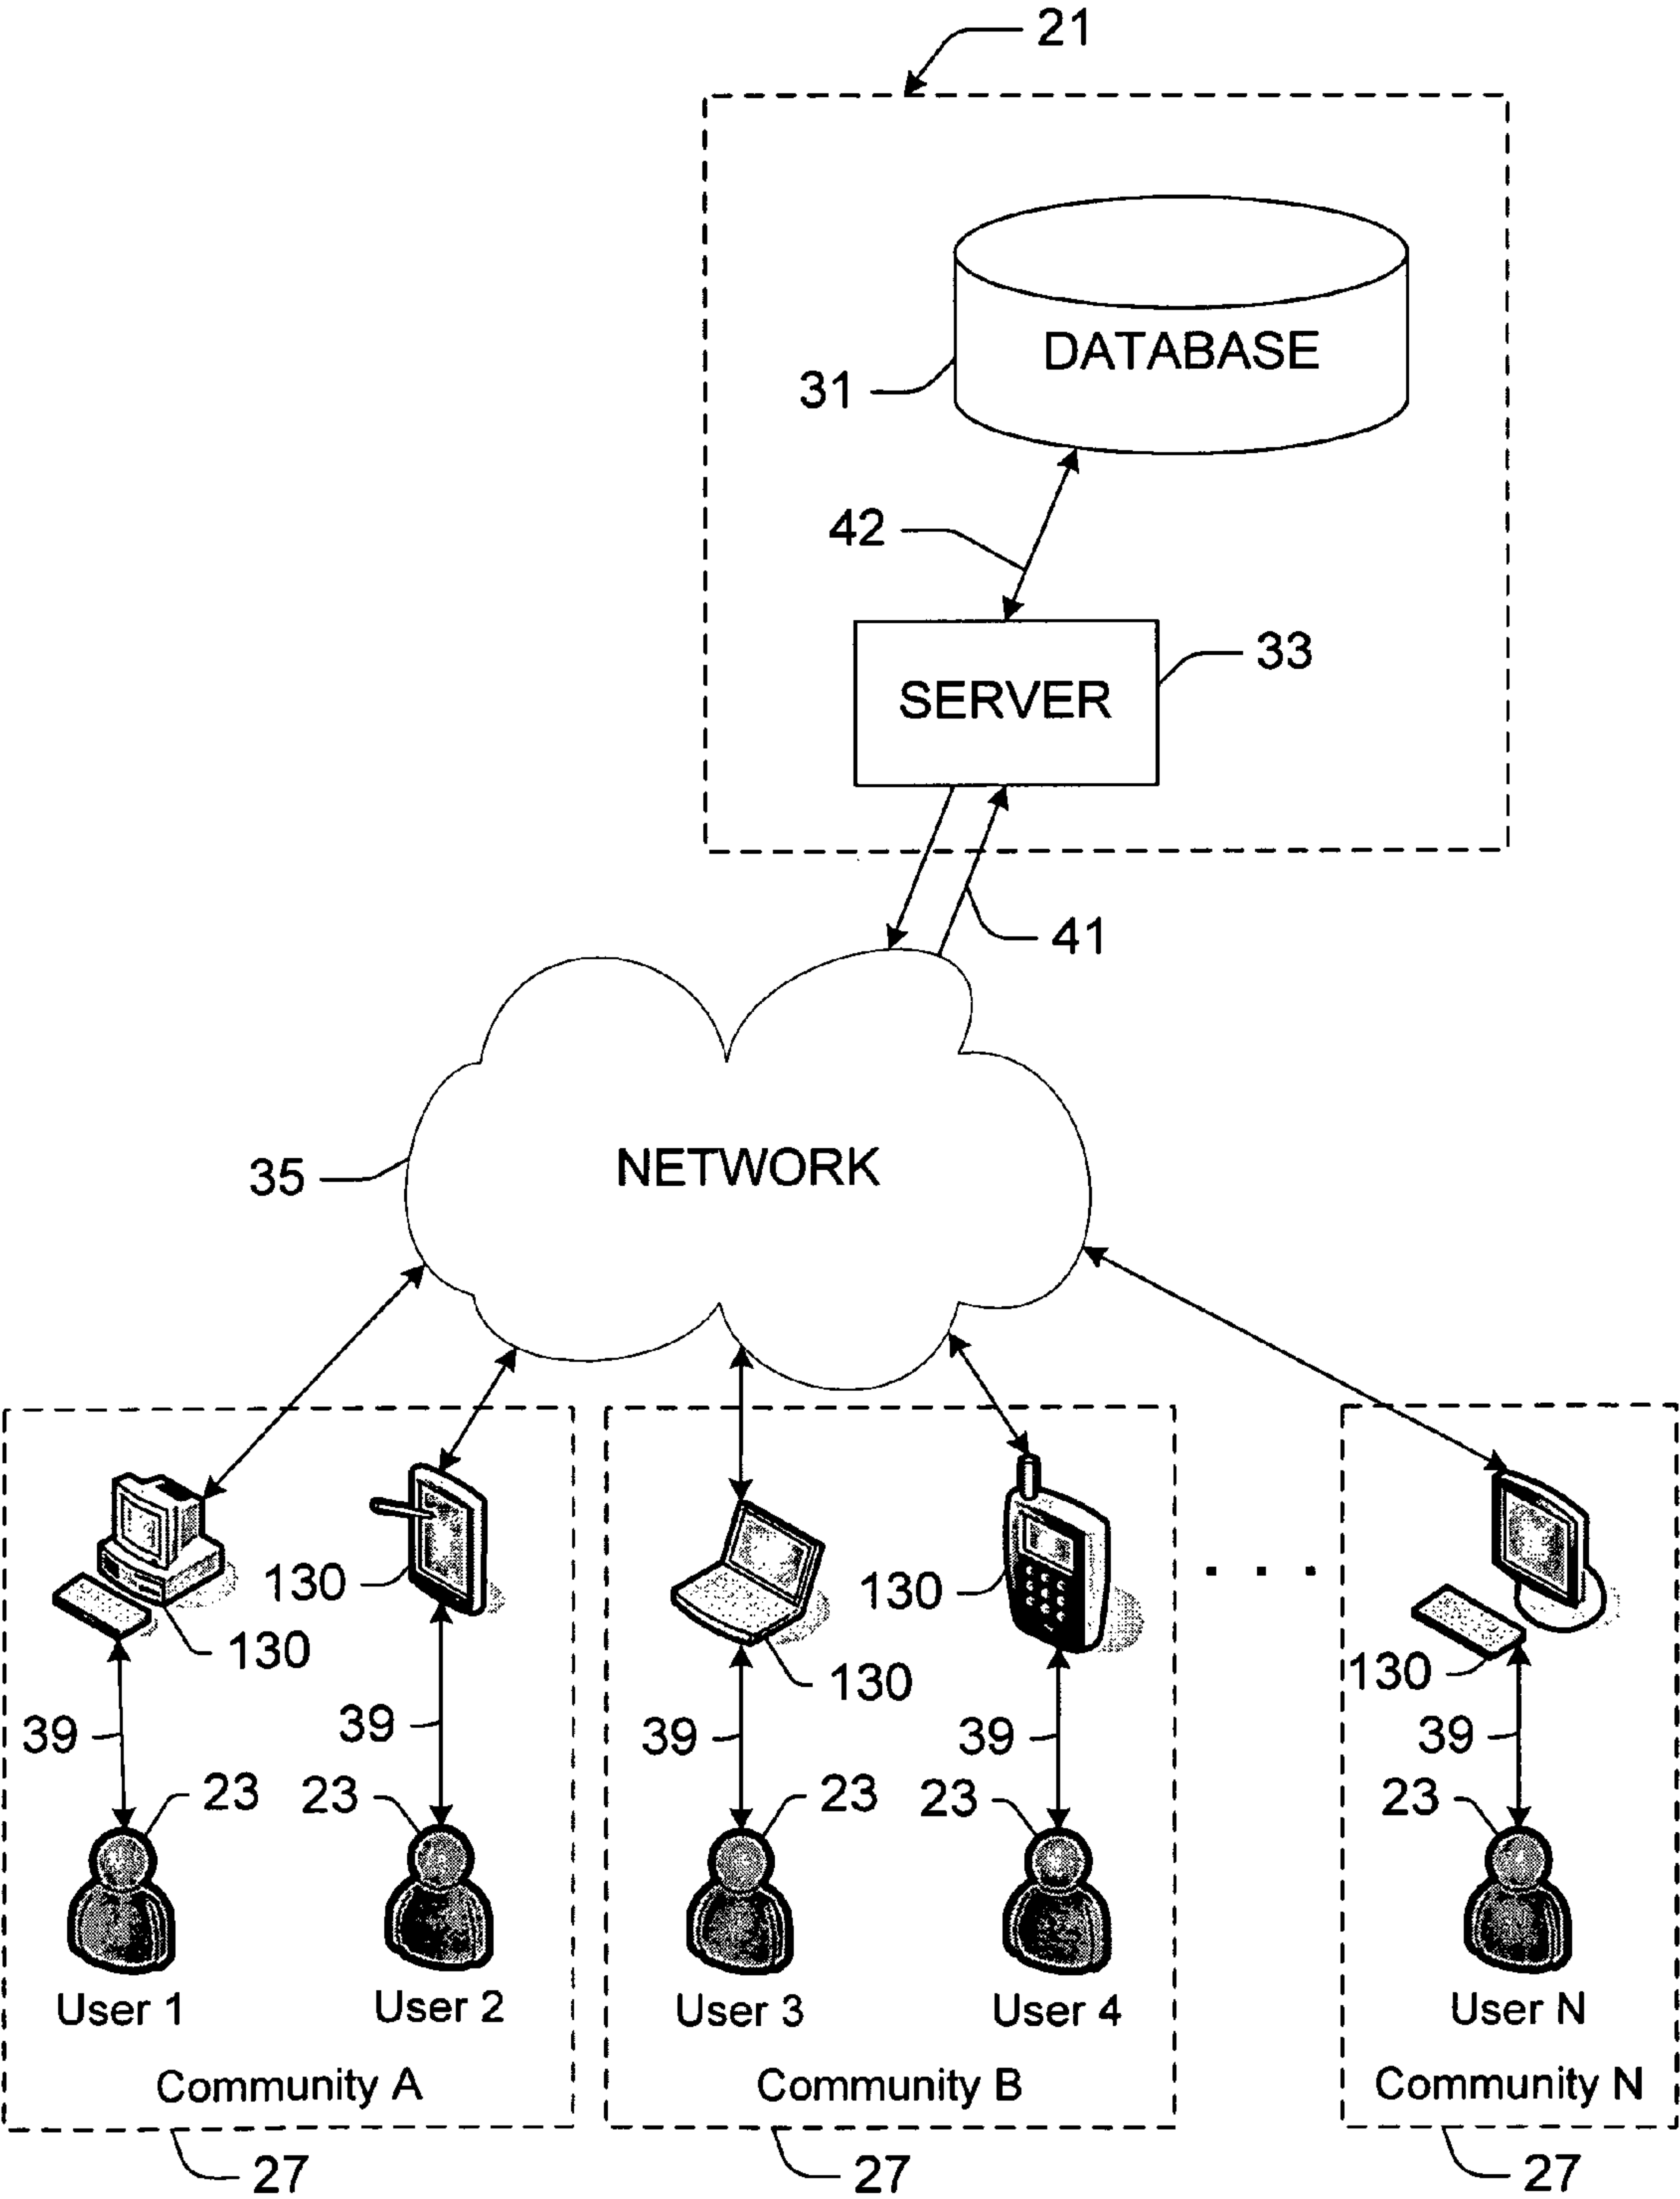 21
DATABASE
31
42
33
SERVER
41
NETWORK
35
130
130
130
130
130
39
39
39
39
39
23
23
23
23
23
User 1
User 2
User 3
User 4
User N
Community A
Community B
Community N
27
27
27